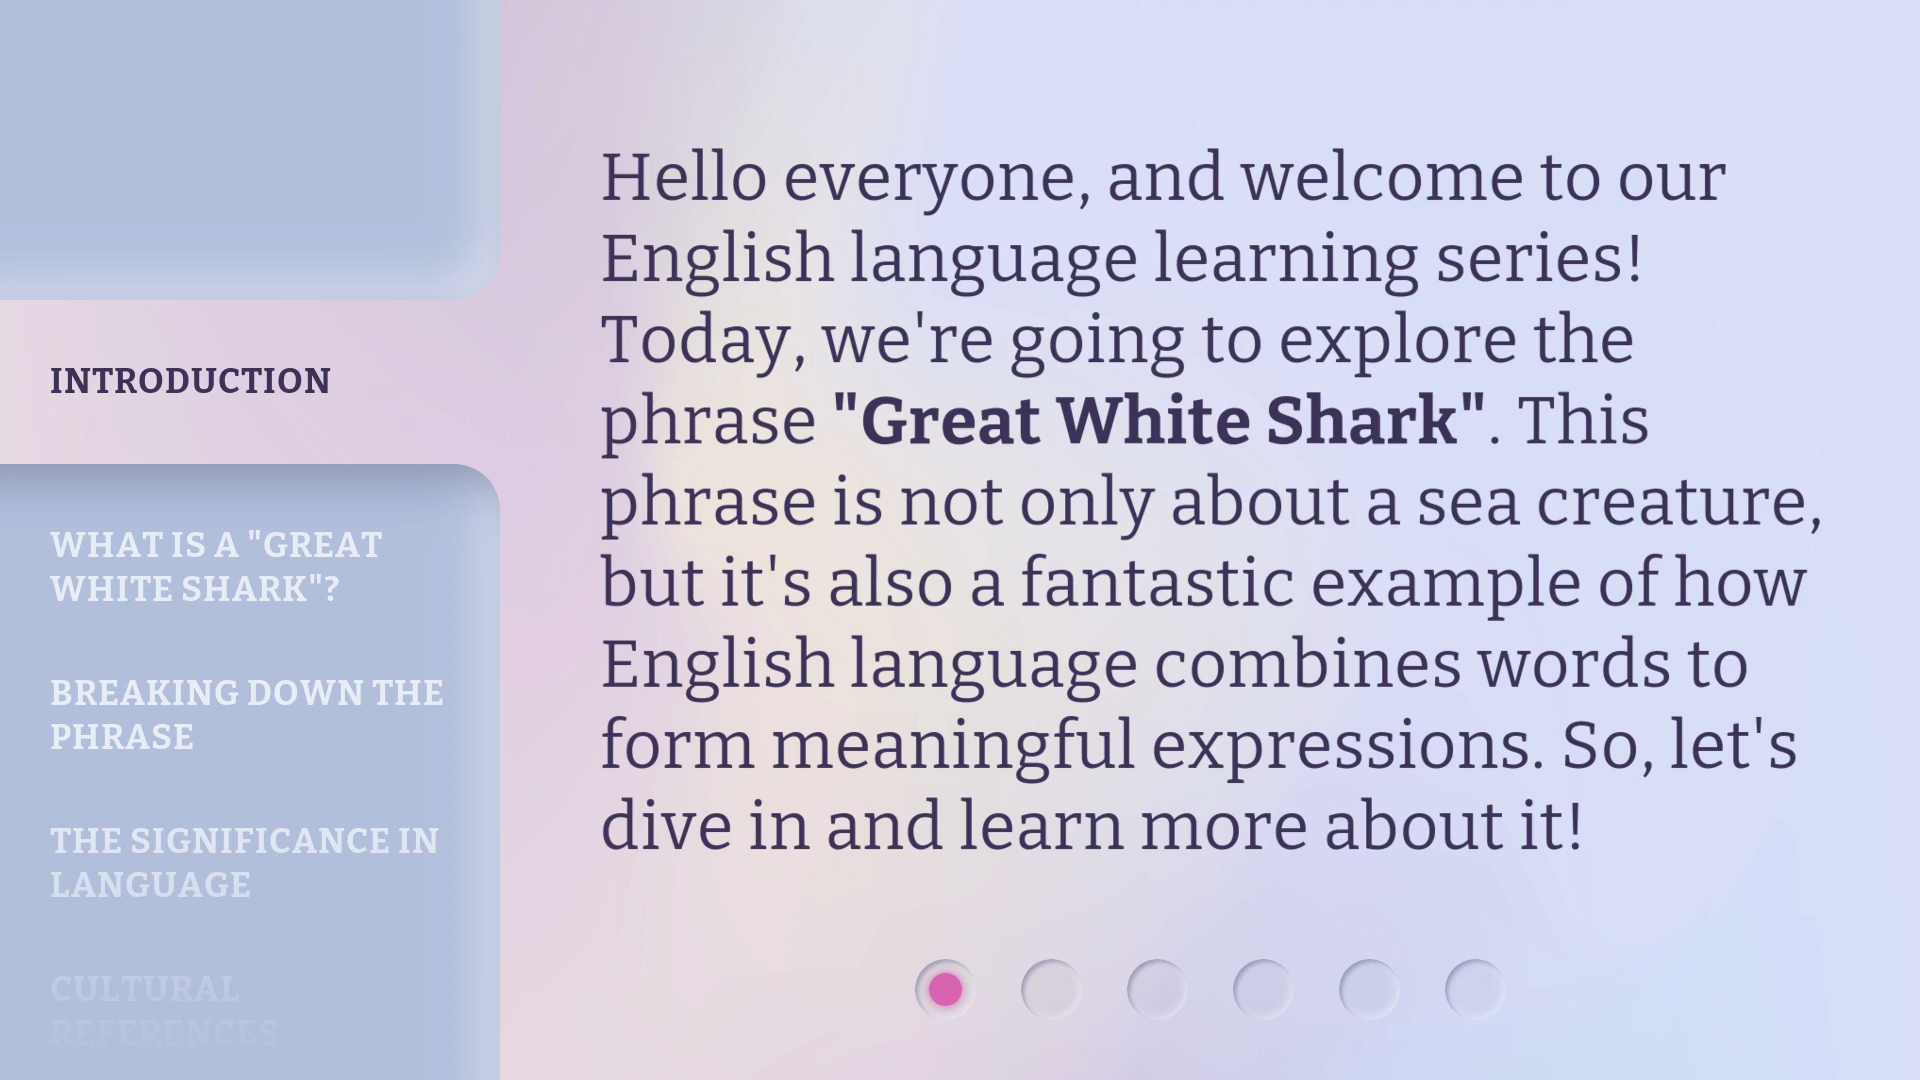 INTRODUCTION
WHAT IS A "GREAT
WHITE SHARK"?
BREAKING DOWN THE
PHRASE
THE SIGNIFICANCE IN
LANGUAGE
CULTURAL
REFERENCES
Hello everyone, and welcome to our
English language learning series!
Today, we're going to explore the
phrase "Great White Shark". This
phrase is not only about a sea creature,
but it's also a fantastic example of how
English language combines words to
form meaningful expressions. So, let's
dive in and learn more about it!